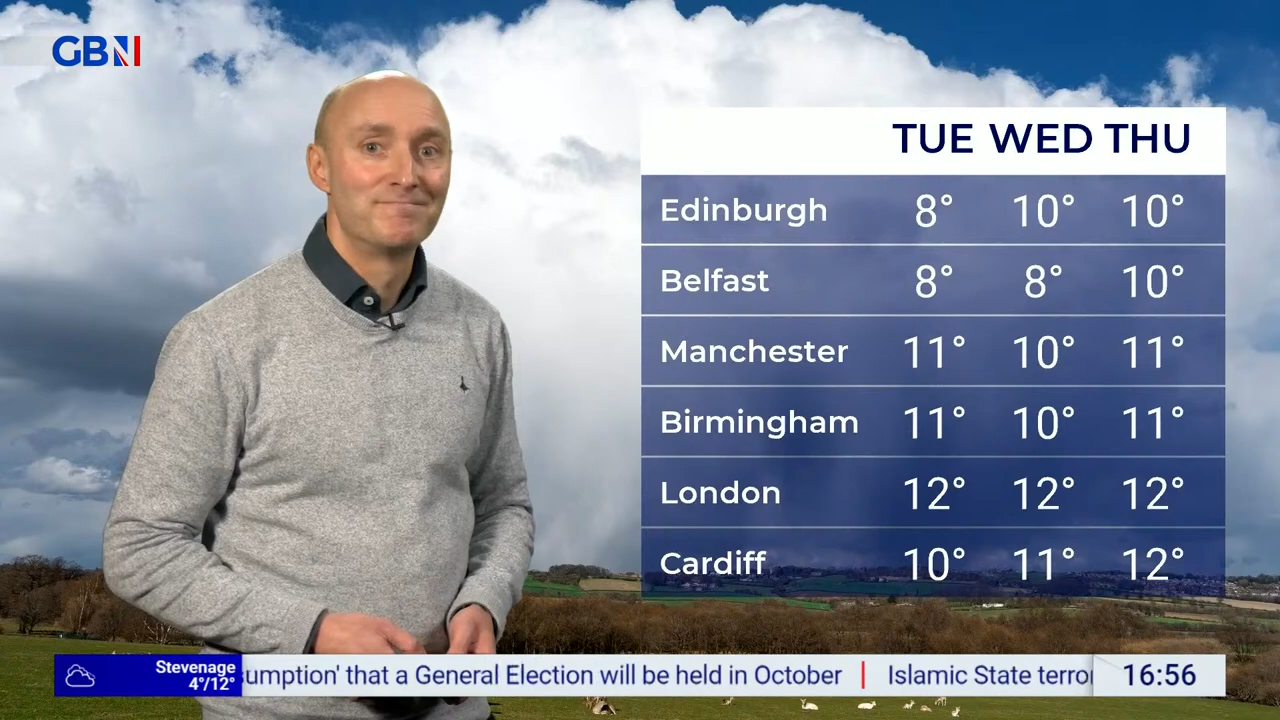 GBN
TUE WED THU
Edinburgh 8° 10° 10°
Belfast 8° 8° 10°
Manchester 11° 10° 11°
Birmingham 11° 10° 11°
London 12° 12° 12°
Cardiff 10° 11° 12°
Stevenage
4°/12°
sumption' that a General Election will be held in October | Islamic State terror
16:56